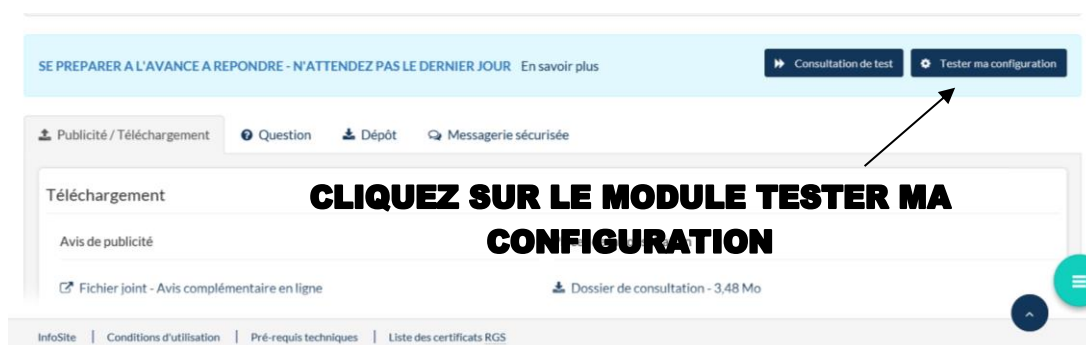 SE PREPARER A L'AVANCE A REPONDRE - N'ATTENDEZ PAS LE DERNIER JOUR En savoir plus
Consultation de test Tester ma configuration
Publicité / Téléchargement Question Dépôt Messagerie sécurisée
Téléchargement
CLIQUEZ SUR LE MODULE TESTER MA
CONFIGURATION
Avis de publicité
Fichier joint - Avis complémentaire en ligne Dossier de consultation - 3,48 Mo
InfoSite | Conditions d'utilisation | Pré-requis techniques | Liste des certificats RGS